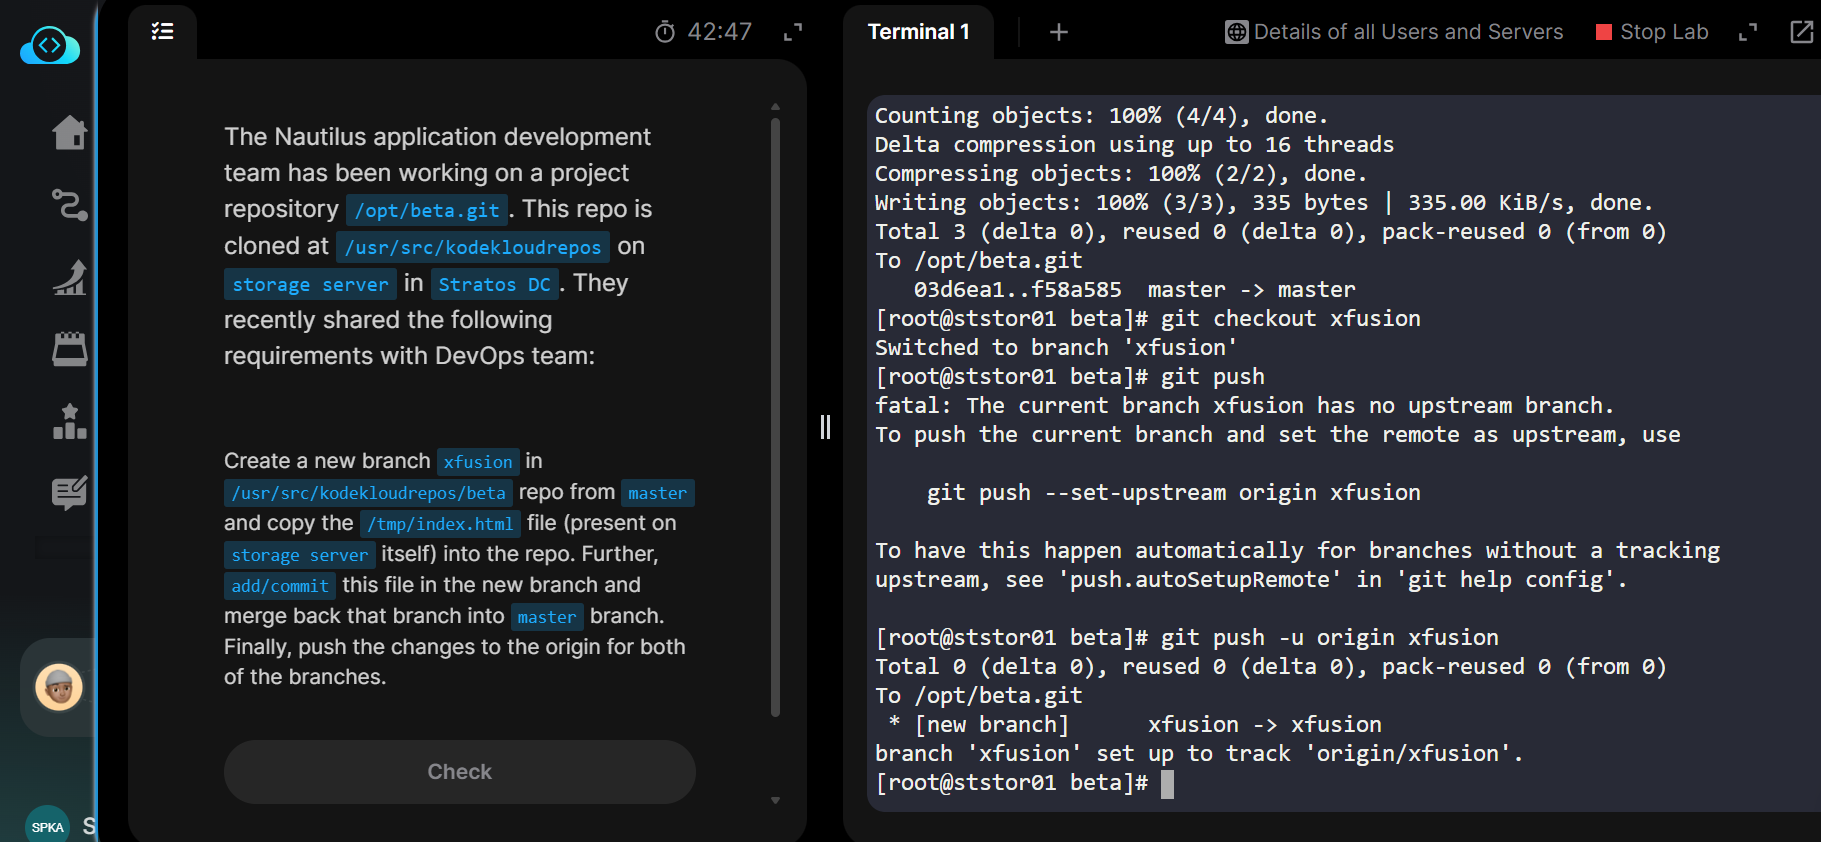 42:47
Terminal 1
+
Details of all Users and Servers
Stop Lab
The Nautilus application development
team has been working on a project
repository /opt/beta.git. This repo is
cloned at /usr/src/kodekloudrepos on
storage server in Stratos DC. They
recently shared the following
requirements with DevOps team:
Create a new branch xfusion in
/usr/src/kodekloudrepos/beta repo from master
and copy the /tmp/index.html file (present on
storage server itself) into the repo. Further,
add/commit this file in the new branch and
merge back that branch into master branch.
Finally, push the changes to the origin for both
of the branches.
Check
SPKA
S
Counting objects: 100% (4/4), done.
Delta compression using up to 16 threads
Compressing objects: 100% (2/2), done.
Writing objects: 100% (3/3), 335 bytes | 335.00 KiB/s, done.
Total 3 (delta 0), reused 0 (delta 0), pack-reused 0 (from 0)
To /opt/beta.git
   03d6ea1..f58a585  master -> master
[root@ststor01 beta]# git checkout xfusion
Switched to branch 'xfusion'
[root@ststor01 beta]# git push
fatal: The current branch xfusion has no upstream branch.
To push the current branch and set the remote as upstream, use
    git push --set-upstream origin xfusion
To have this happen automatically for branches without a tracking
upstream, see 'push.autoSetupRemote' in 'git help config'.
[root@ststor01 beta]# git push -u origin xfusion
Total 0 (delta 0), reused 0 (delta 0), pack-reused 0 (from 0)
To /opt/beta.git
 * [new branch]      xfusion -> xfusion
branch 'xfusion' set up to track 'origin/xfusion'.
[root@ststor01 beta]#